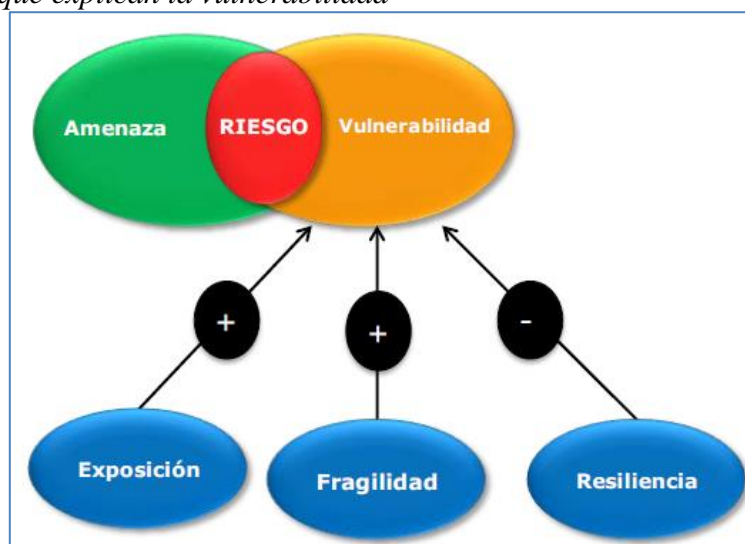 que explican la vulnerabilidad
Amenaza RIESGO Vulnerabilidad
+ + -
Exposición Fragilidad Resiliencia